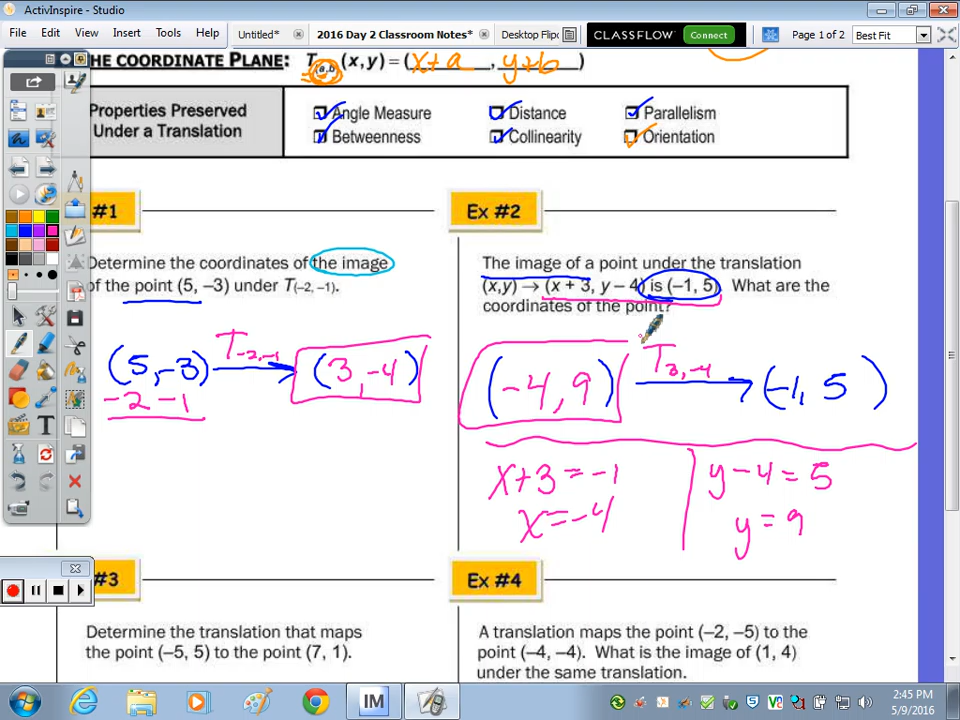 ActivInspire - Studio
File Edit View Insert Tools Help Untitled* 2016 Day 2 Classroom Notes* Desktop Flipc CLASSFLOW Connect Page 1 of 2 Best Fit
THE COORDINATE PLANE: T(a,b) (x,y) = (x+a, y+b)
Properties Preserved
Under a Translation
Angle Measure Distance Parallelism
Betweenness Collinearity Orientation
#1
Determine the coordinates of the image
of the point (5, −3) under T(−2, −1).
(5, −3) T−2,−1 (3, −4)
−2 −1
Ex #2
The image of a point under the translation
(x,y) → (x + 3, y − 4) is (−1, 5). What are the
coordinates of the point?
(−4, 9) T3,−4 (−1, 5)
x+3 = −1 y−4 = 5
x = −4 y = 9
#3
Determine the translation that maps
the point (−5, 5) to the point (7, 1).
Ex #4
A translation maps the point (−2, −5) to the
point (−4, −4). What is the image of (1, 4)
under the same translation.
IM
2:45 PM
5/9/2016